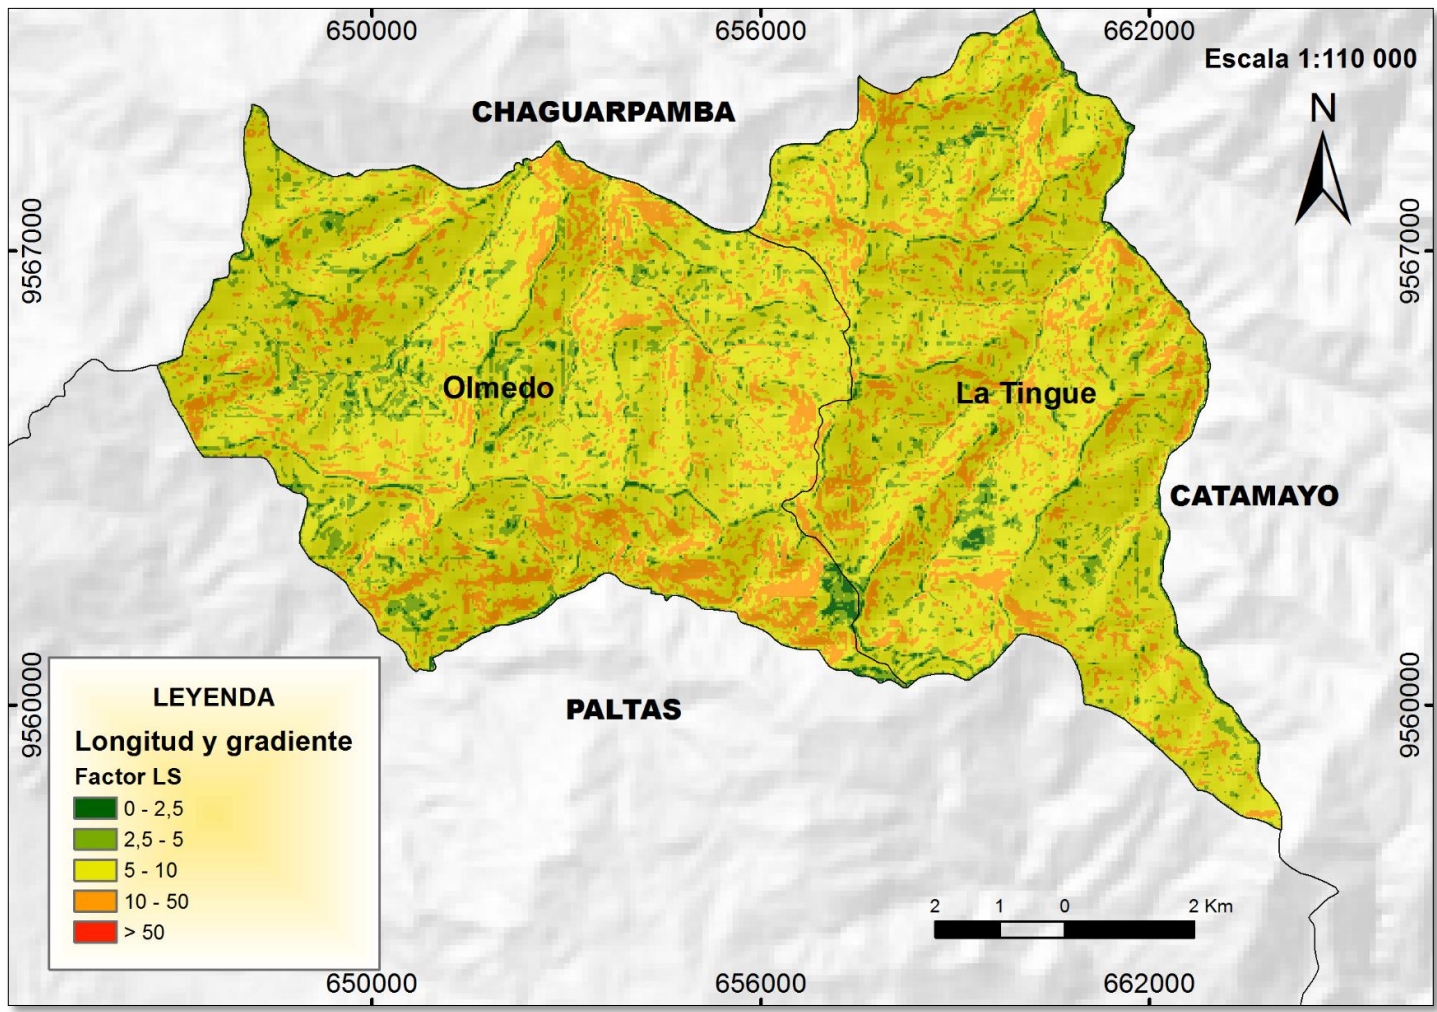 650000
656000
662000
Escala 1:110 000
CHAGUARPAMBA
N
9567000
9567000
Olmedo
La Tingue
CATAMAYO
PALTAS
9560000
9560000
LEYENDA
Longitud y gradiente
Factor LS
0 - 2,5
2,5 - 5
5 - 10
10 - 50
> 50
2 1 0 2 Km
650000
656000
662000